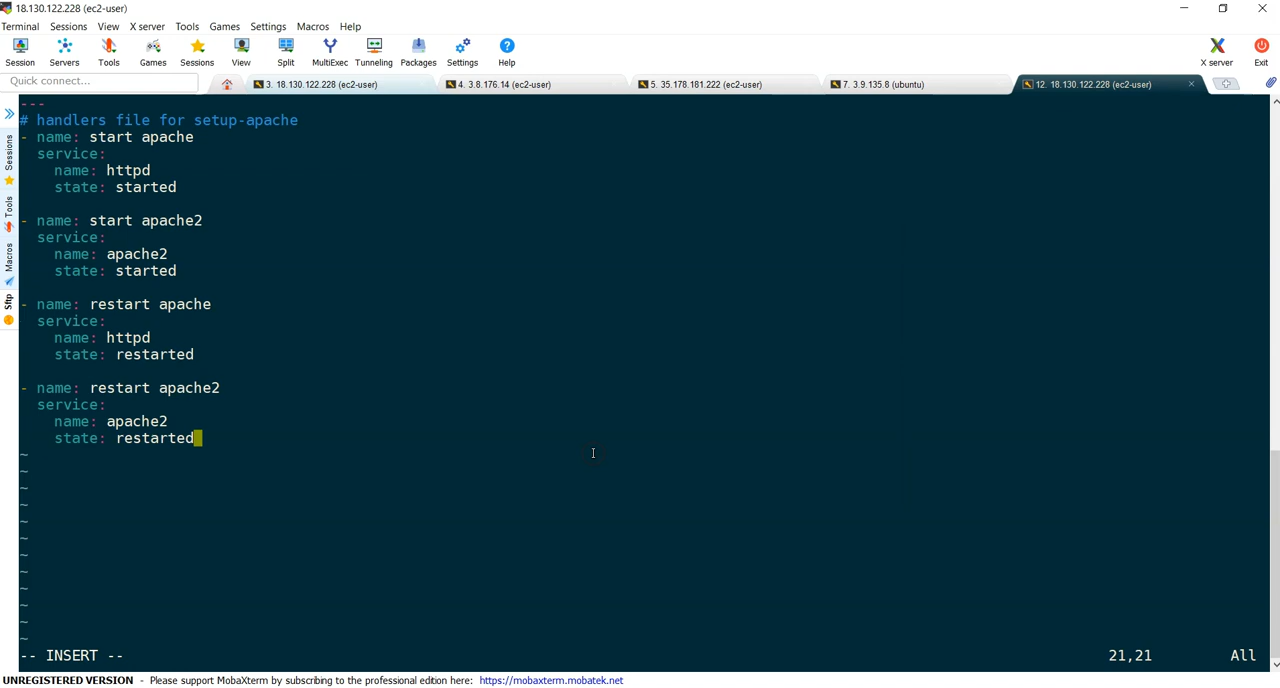 18.130.122.228 (ec2-user)
Terminal Sessions View X server Tools Games Settings Macros Help
Session Servers Tools Games Sessions View Split MultiExec Tunneling Packages Settings Help X server Exit
Quick connect...
3. 18.130.122.228 (ec2-user)
4. 3.8.176.14 (ec2-user)
5. 35.178.181.222 (ec2-user)
7. 3.9.135.8 (ubuntu)
12. 18.130.122.228 (ec2-user)
Sessions
Tools
Macros
Sftp
---
# handlers file for setup-apache
- name: start apache
service:
name: httpd
state: started
- name: start apache2
service:
name: apache2
state: started
- name: restart apache
service:
name: httpd
state: restarted
- name: restart apache2
service:
name: apache2
state: restarted
~
~
~
~
~
~
~
~
~
~
~
~
-- INSERT -- 21,21 All
UNREGISTERED VERSION - Please support MobaXterm by subscribing to the professional edition here: https://mobaxterm.mobatek.net